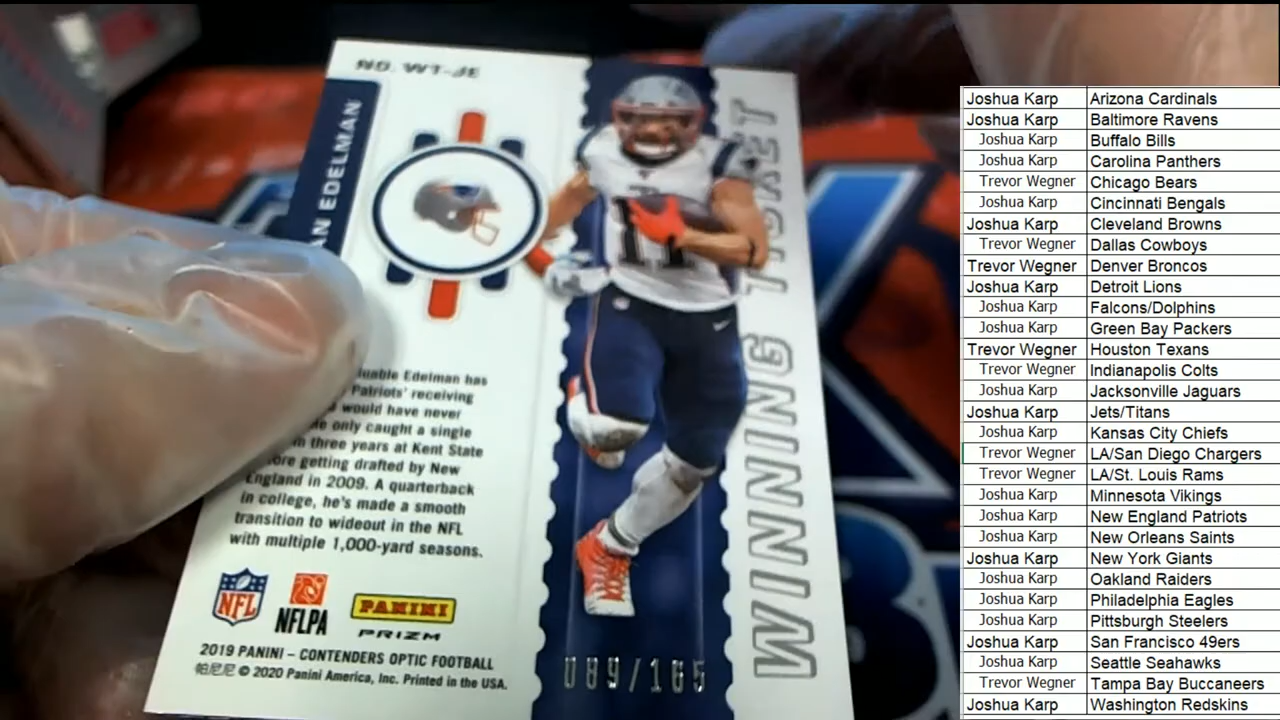 NO. WT-JE
AN EDELMAN
WINNING TICKET
11
Edelman has
Patriots' receiving
would have never
only caught a single
three years at Kent State
getting drafted by New
England in 2009. A quarterback
in college, he's made a smooth
transition to wideout in the NFL
with multiple 1,000-yard seasons.
NFL
NFLPA
PANINI
PRIZM
2019 PANINI – CONTENDERS OPTIC FOOTBALL
帕尼尼 © 2020 Panini America, Inc. Printed in the USA.
089/165
Joshua Karp Arizona Cardinals
Joshua Karp Baltimore Ravens
Joshua Karp Buffalo Bills
Joshua Karp Carolina Panthers
Trevor Wegner Chicago Bears
Joshua Karp Cincinnati Bengals
Joshua Karp Cleveland Browns
Trevor Wegner Dallas Cowboys
Trevor Wegner Denver Broncos
Joshua Karp Detroit Lions
Joshua Karp Falcons/Dolphins
Joshua Karp Green Bay Packers
Trevor Wegner Houston Texans
Trevor Wegner Indianapolis Colts
Joshua Karp Jacksonville Jaguars
Joshua Karp Jets/Titans
Joshua Karp Kansas City Chiefs
Trevor Wegner LA/San Diego Chargers
Trevor Wegner LA/St. Louis Rams
Joshua Karp Minnesota Vikings
Joshua Karp New England Patriots
Joshua Karp New Orleans Saints
Joshua Karp New York Giants
Joshua Karp Oakland Raiders
Joshua Karp Philadelphia Eagles
Joshua Karp Pittsburgh Steelers
Joshua Karp San Francisco 49ers
Joshua Karp Seattle Seahawks
Trevor Wegner Tampa Bay Buccaneers
Joshua Karp Washington Redskins